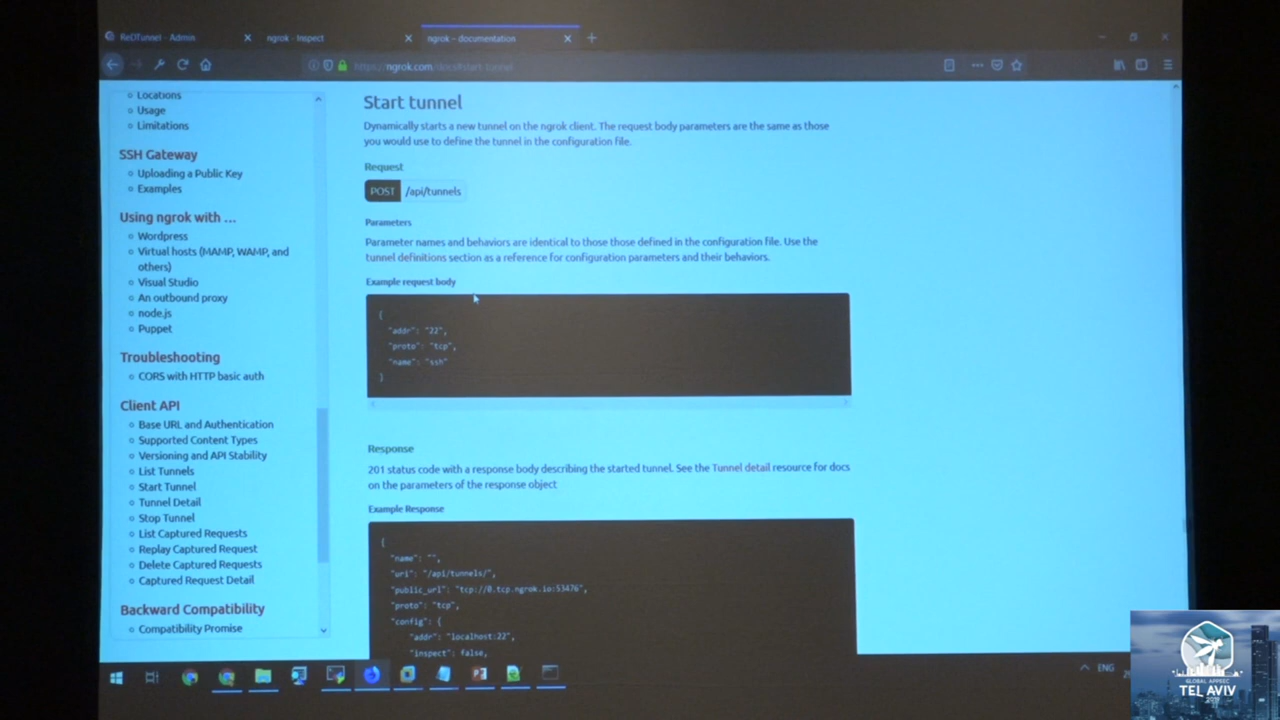 ReDTunnel - Admin
ngrok - Inspect
ngrok – documentation
https://ngrok.com/docs#start-tunnel
Locations
Usage
Limitations
SSH Gateway
Uploading a Public Key
Examples
Using ngrok with ...
Wordpress
Virtual hosts (MAMP, WAMP, and
others)
Visual Studio
An outbound proxy
node.js
Puppet
Troubleshooting
CORS with HTTP basic auth
Client API
Base URL and Authentication
Supported Content Types
Versioning and API Stability
List Tunnels
Start Tunnel
Tunnel Detail
Stop Tunnel
List Captured Requests
Replay Captured Request
Delete Captured Requests
Captured Request Detail
Backward Compatibility
Compatibility Promise
Start tunnel
Dynamically starts a new tunnel on the ngrok client. The request body parameters are the same as those
you would use to define the tunnel in the configuration file.
Request
POST /api/tunnels
Parameters
Parameter names and behaviors are identical to those those defined in the configuration file. Use the
tunnel definitions section as a reference for configuration parameters and their behaviors.
Example request body
{
"addr": "22",
"proto": "tcp",
"name": "ssh"
}
Response
201 status code with a response body describing the started tunnel. See the Tunnel detail resource for docs
on the parameters of the response object
Example Response
{
"name": "",
"uri": "/api/tunnels/",
"public_url": "tcp://0.tcp.ngrok.io:53476",
"proto": "tcp",
"config": {
"addr": "localhost:22",
"inspect": false,
ENG
GLOBAL APPSEC
TEL AVIV